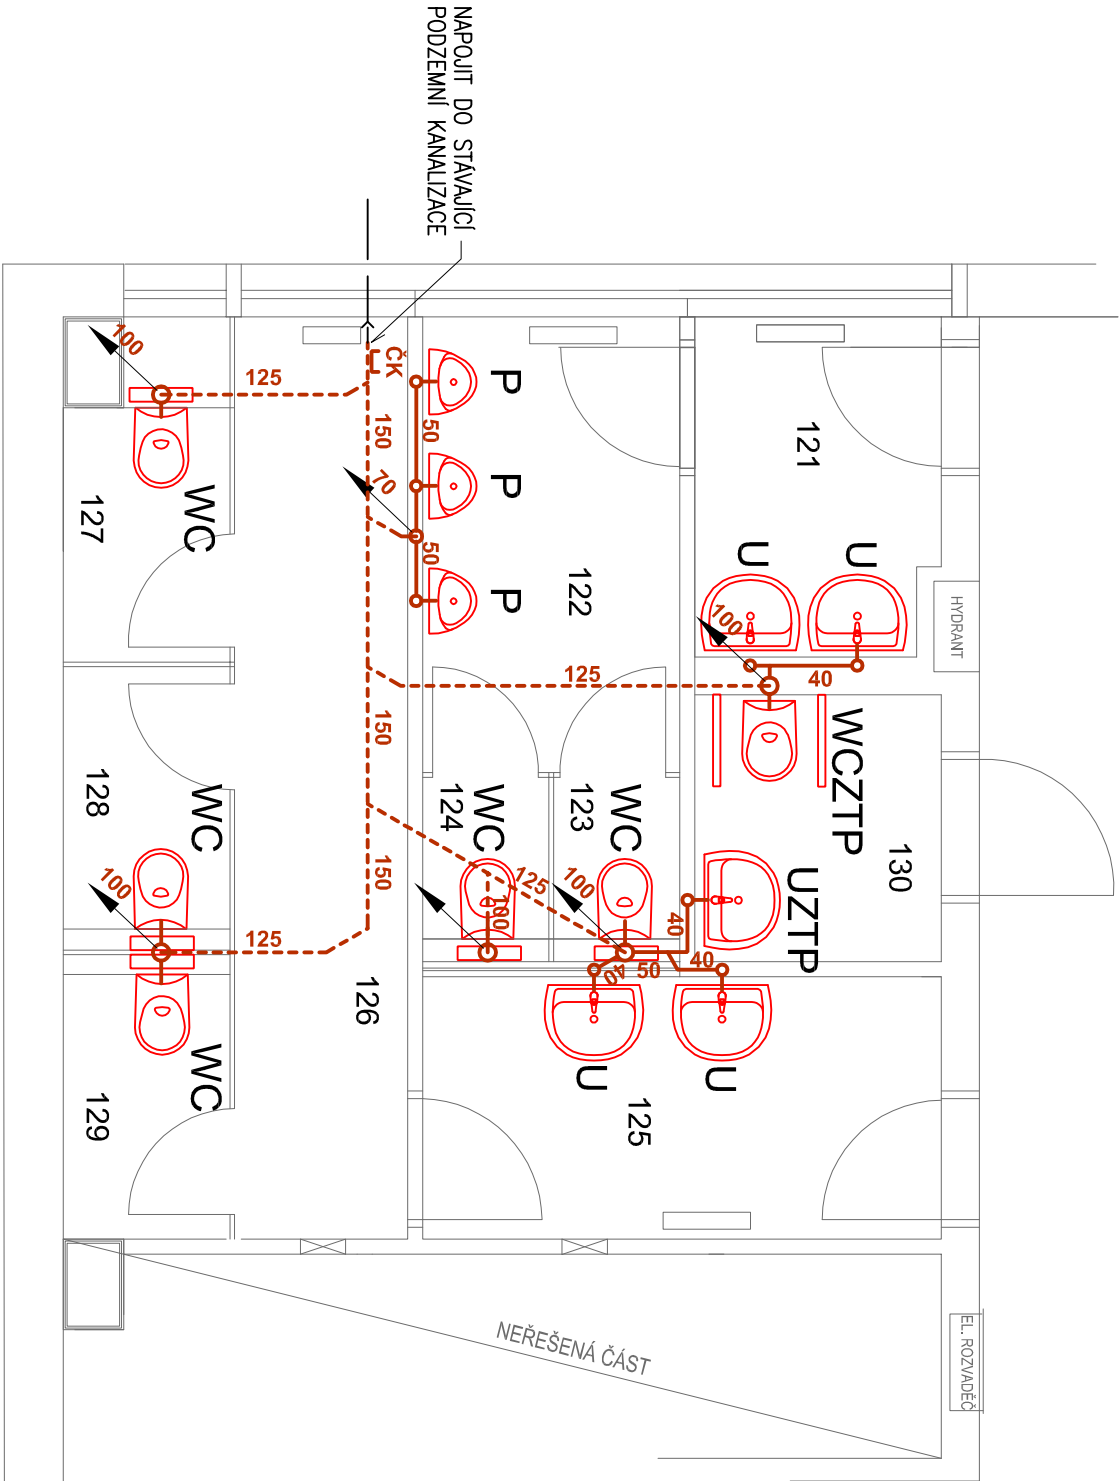 NAPOJIT DO STÁVAJÍCÍ
PODZEMNÍ KANALIZACE
100
125
ČK
150
50
70
50
P
P
P
121
122
U
U
HYDRANT
100
40
125
WC
127
WC
128
150
150
WC
124
WC
123
WCZTP
130
UZTP
100
125
100
100
125
40
40
50
40
126
U
U
125
WC
129
NEŘEŠENÁ ČÁST
EL. ROZVADĚČ